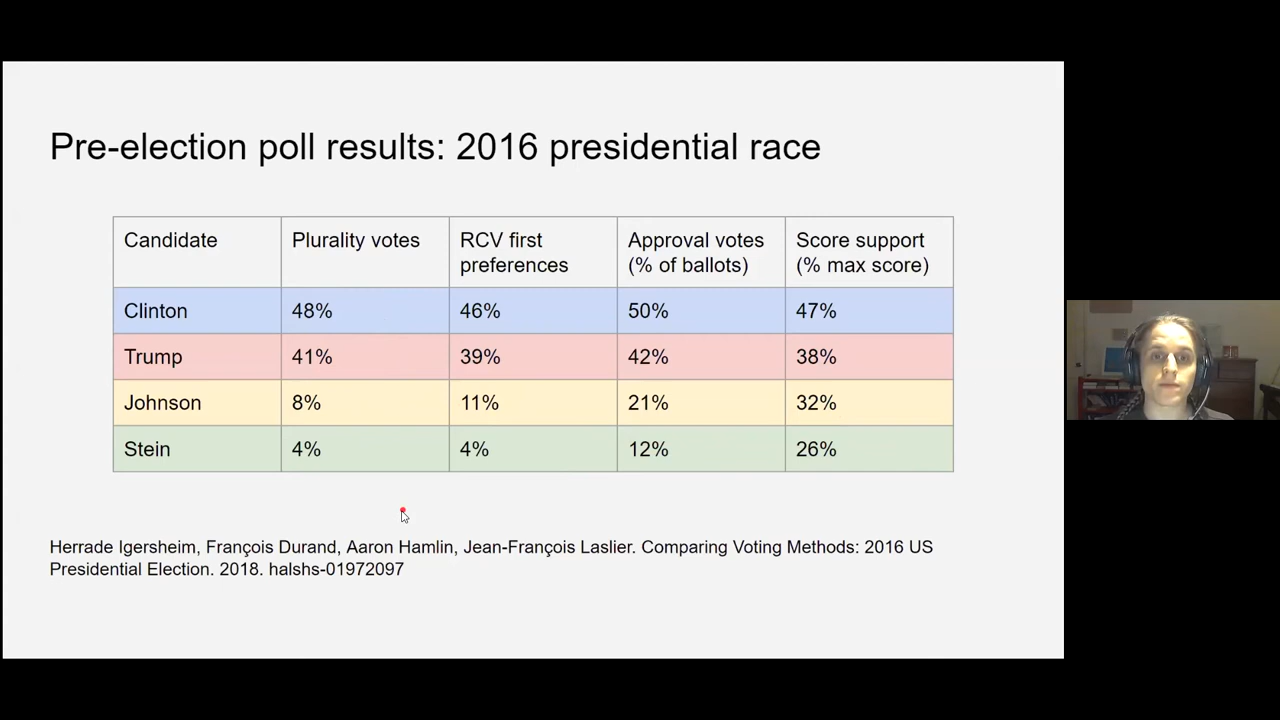 Pre-election poll results: 2016 presidential race
Candidate Plurality votes RCV first preferences Approval votes (% of ballots) Score support (% max score)
Clinton 48% 46% 50% 47%
Trump 41% 39% 42% 38%
Johnson 8% 11% 21% 32%
Stein 4% 4% 12% 26%
Herrade Igersheim, François Durand, Aaron Hamlin, Jean-François Laslier. Comparing Voting Methods: 2016 US
Presidential Election. 2018. halshs-01972097